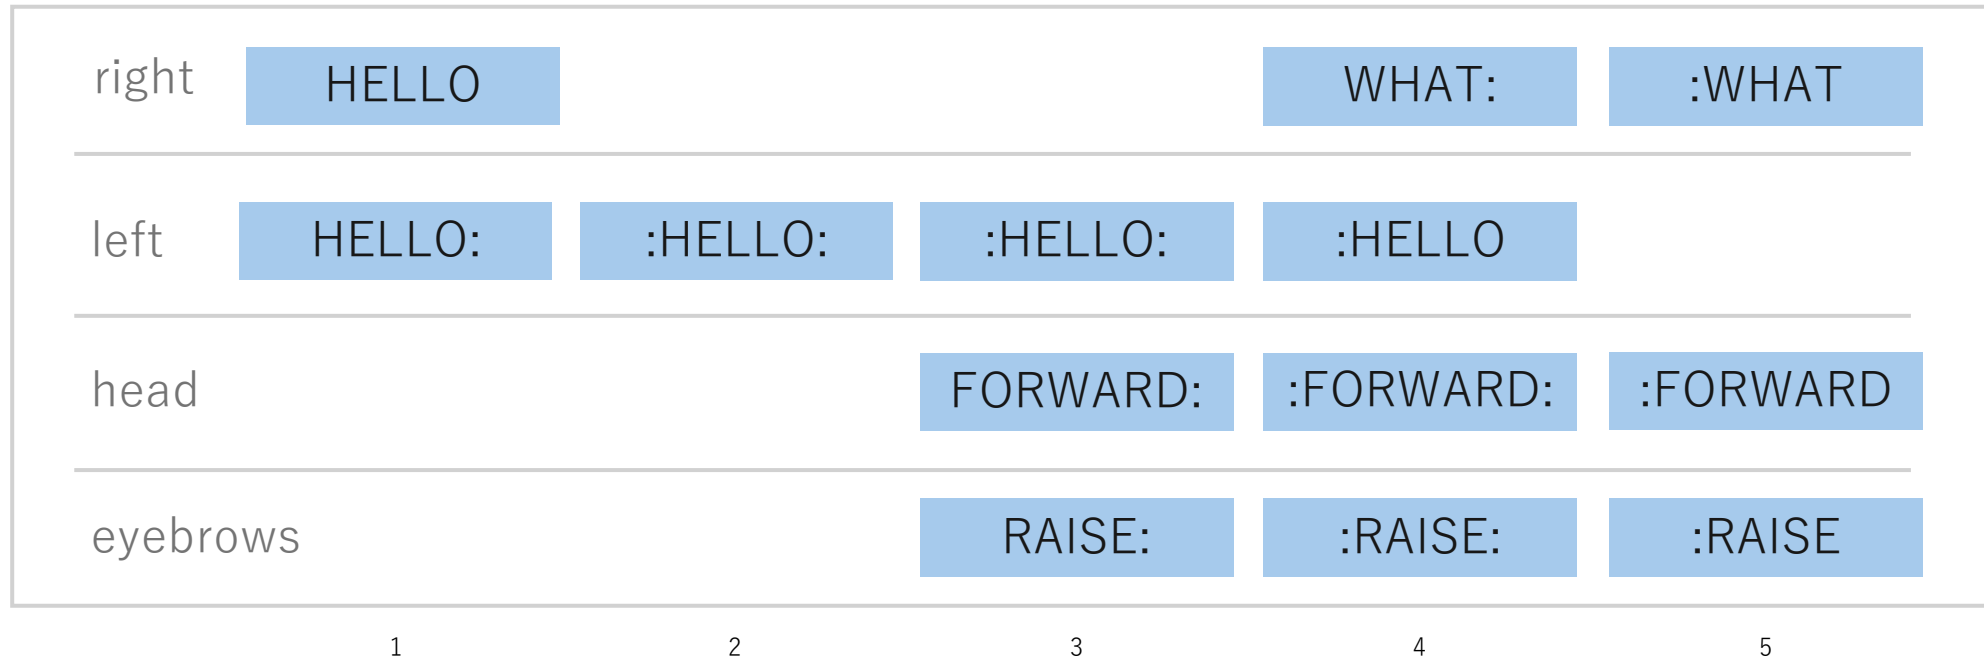 right HELLO WHAT: :WHAT
left HELLO: :HELLO: :HELLO: :HELLO
head FORWARD: :FORWARD: :FORWARD
eyebrows RAISE: :RAISE: :RAISE
1 2 3 4 5